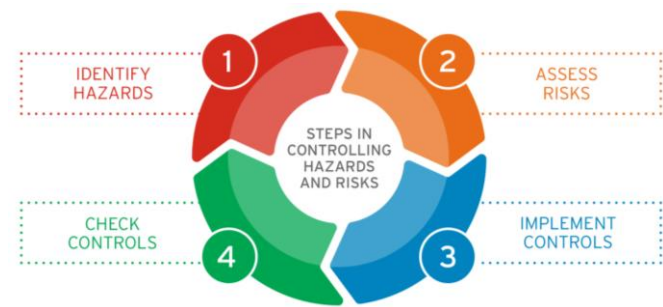 1
IDENTIFY
HAZARDS
2
ASSESS
RISKS
STEPS IN
CONTROLLING
HAZARDS
AND RISKS
CHECK
CONTROLS
4
IMPLEMENT
CONTROLS
3